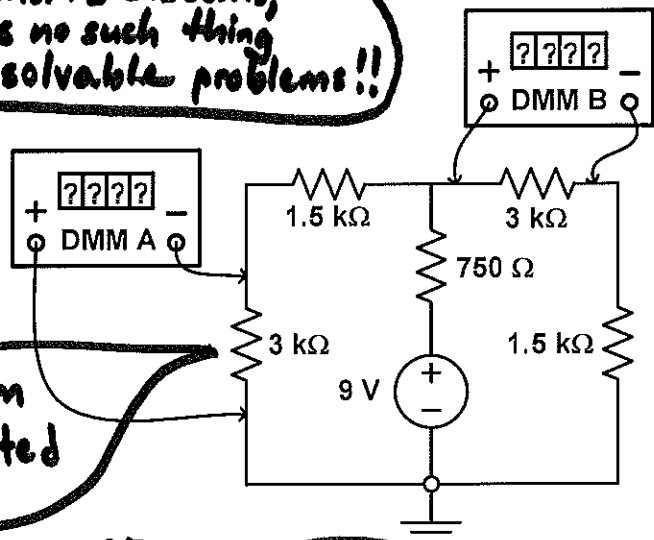 is no such thing
solvable problems!!
? ? ? ?
+ −
DMM B
? ? ? ?
+ −
DMM A
1.5 kΩ
3 kΩ
750 Ω
3 kΩ
1.5 kΩ
9 V
+
−